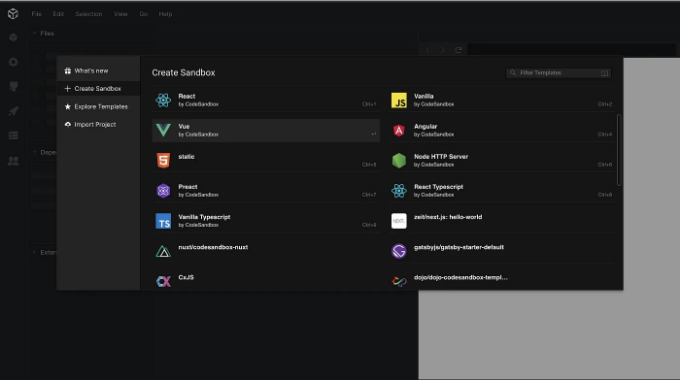 File Edit Selection View Go Help
Files
What's new
Create Sandbox
Explore Templates
Import Project
Create Sandbox
Filter Templates
React
by CodeSandbox
Ctrl+1
Vanilla
by CodeSandbox
Ctrl+2
Vue
by CodeSandbox
Angular
by CodeSandbox
Ctrl+4
static
Ctrl+5
Node HTTP Server
by CodeSandbox
Ctrl+6
Preact
by CodeSandbox
Ctrl+7
React Typescript
by CodeSandbox
Ctrl+8
Vanilla Typescript
by CodeSandbox
Ctrl+9
zeit/next.js: hello-world
nuxt/codesandbox-nuxt
gatsbyjs/gatsby-starter-default
CxJS
dojo/dojo-codesandbox-templ...
JS
TS
NEXT
Depe
Exter